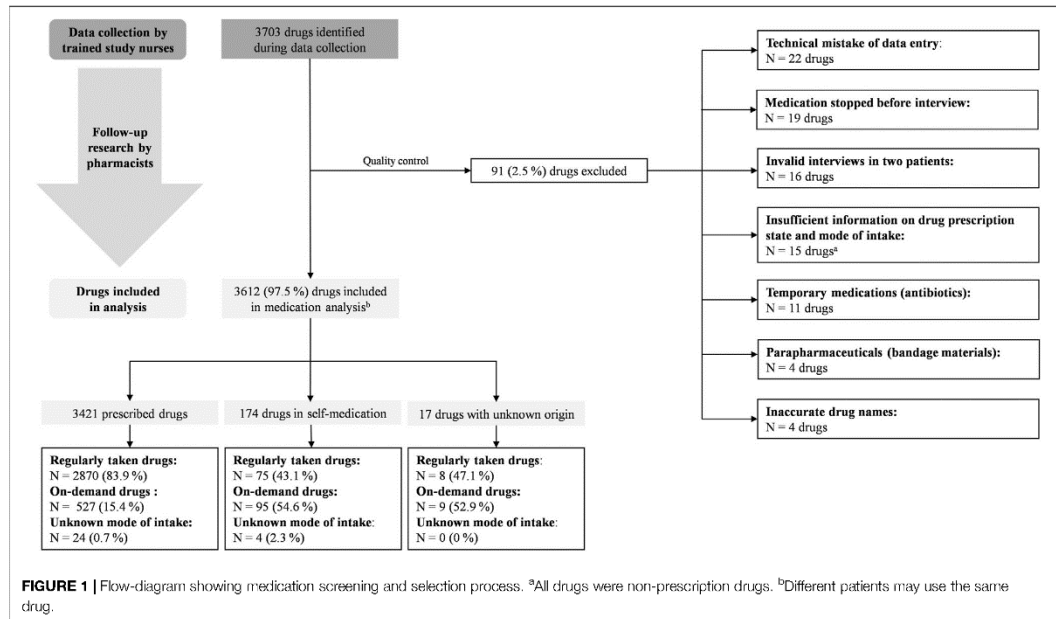 Data collection by
trained study nurses
Follow-up
research by
pharmacists
Drugs included
in analysis
3703 drugs identified
during data collection
Quality control
91 (2.5 %) drugs excluded
3612 (97.5 %) drugs included
in medication analysisᵇ
Technical mistake of data entry:
N = 22 drugs
Medication stopped before interview:
N = 19 drugs
Invalid interviews in two patients:
N = 16 drugs
Insufficient information on drug prescription
state and mode of intake:
N = 15 drugsᵃ
Temporary medications (antibiotics):
N = 11 drugs
Parapharmaceuticals (bandage materials):
N = 4 drugs
Inaccurate drug names:
N = 4 drugs
3421 prescribed drugs
Regularly taken drugs:
N = 2870 (83.9 %)
On-demand drugs :
N = 527 (15.4 %)
Unknown mode of intake:
N = 24 (0.7 %)
174 drugs in self-medication
Regularly taken drugs:
N = 75 (43.1 %)
On-demand drugs:
N = 95 (54.6 %)
Unknown mode of intake:
N = 4 (2.3 %)
17 drugs with unknown origin
Regularly taken drugs:
N = 8 (47.1 %)
On-demand drugs:
N = 9 (52.9 %)
Unknown mode of intake:
N = 0 (0 %)
FIGURE 1 | Flow-diagram showing medication screening and selection process. ᵃAll drugs were non-prescription drugs. ᵇDifferent patients may use the same
drug.